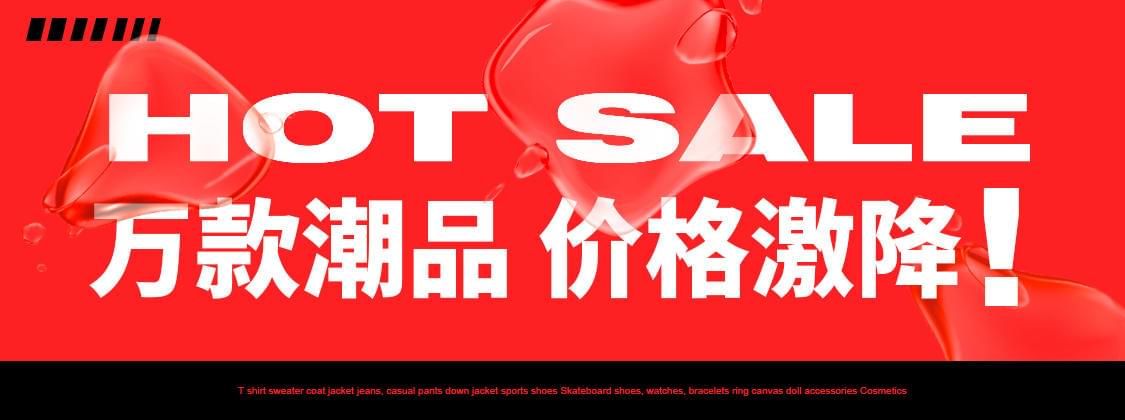 HOT SALE
万款潮品 价格激降!
T shirt sweater coat jacket jeans, casual pants down jacket sports shoes Skateboard shoes, watches, bracelets ring canvas doll accessories Cosmetics